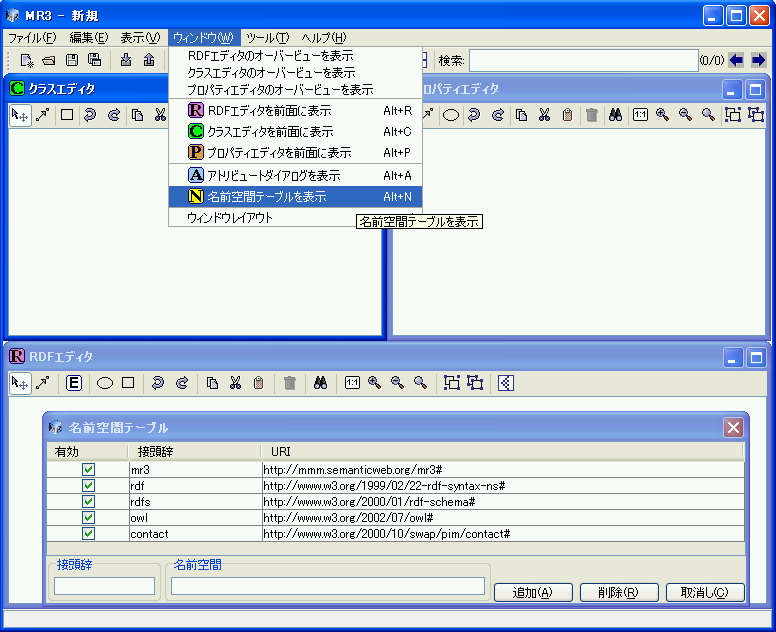 MR3 - 新規
ファイル(F) 編集(E) 表示(V) ウィンドウ(W) ツール(T) ヘルプ(H)
検索: (0/0)
RDFエディタのオーバービューを表示
クラスエディタのオーバービューを表示
プロパティエディタのオーバービューを表示
R RDFエディタを前面に表示 Alt+R
C クラスエディタを前面に表示 Alt+C
P プロパティエディタを前面に表示 Alt+P
A アトリビュートダイアログを表示 Alt+A
N 名前空間テーブルを表示 Alt+N
ウィンドウレイアウト
名前空間テーブルを表示
C クラスエディタ
ロパティエディタ
1:1
R RDFエディタ
E
1:1
名前空間テーブル
有効 接頭辞 URI
mr3 http://mmm.semanticweb.org/mr3#
rdf http://www.w3.org/1999/02/22-rdf-syntax-ns#
rdfs http://www.w3.org/2000/01/rdf-schema#
owl http://www.w3.org/2002/07/owl#
contact http://www.w3.org/2000/10/swap/pim/contact#
接頭辞 名前空間
追加(A) 削除(R) 取消し(C)